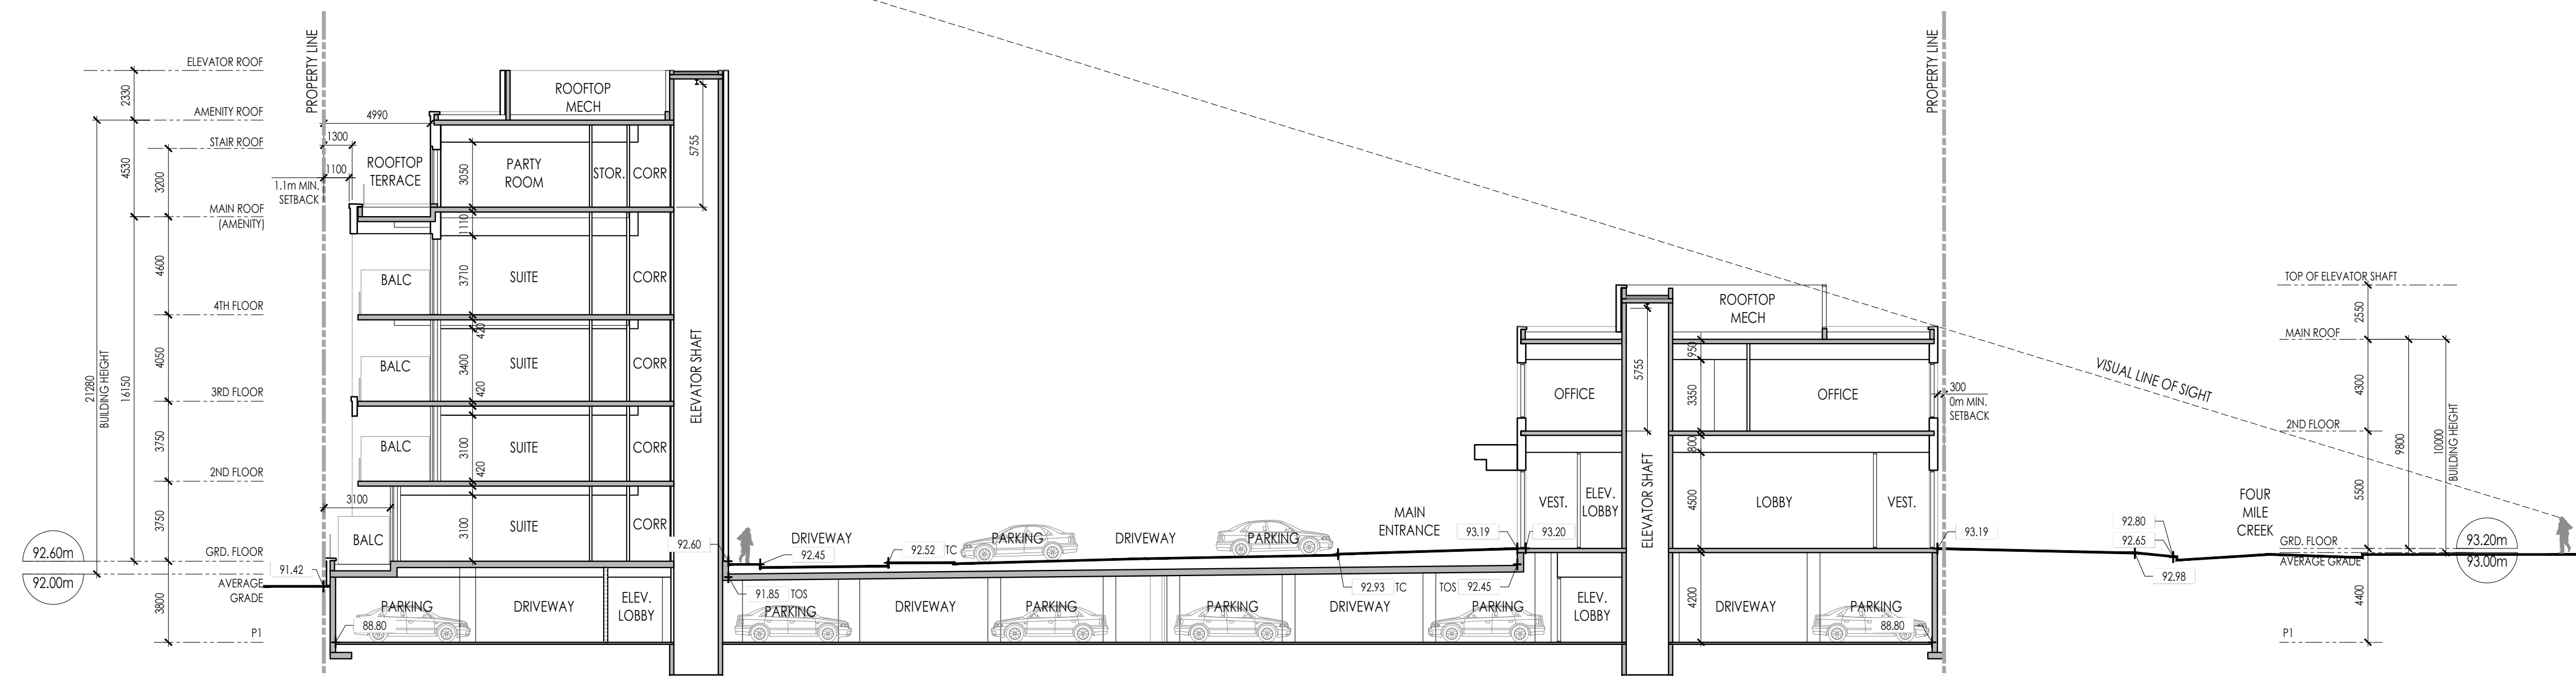 PROPERTY LINE
ELEVATOR ROOF
2330
AMENITY ROOF
4990
STAIR ROOF
1300
1100
1.1m MIN.
SETBACK
4530
3200
MAIN ROOF
(AMENITY)
4600
4TH FLOOR
4050
21280
BUILDING HEIGHT
16150
3RD FLOOR
3750
2ND FLOOR
3100
3750
GRD. FLOOR
92.60m
92.00m
91.42
AVERAGE
GRADE
3800
P1
88.80
ROOFTOP
MECH
ROOFTOP
TERRACE
3050
PARTY
ROOM
STOR.
CORR
5755
1110
BALC
3710
SUITE
CORR
420
BALC
3400
SUITE
CORR
420
BALC
3100
SUITE
CORR
420
BALC
3100
SUITE
CORR
ELEVATOR SHAFT
PARKING
DRIVEWAY
ELEV.
LOBBY
92.60
92.45
DRIVEWAY
92.52 TC
PARKING
DRIVEWAY
PARKING
MAIN
ENTRANCE
93.19
93.20
91.85 TOS
PARKING
DRIVEWAY
PARKING
PARKING
DRIVEWAY
92.93 TC
TOS 92.45
PARKING
ELEV.
LOBBY
ROOFTOP
MECH
OFFICE
5755
950
3350
OFFICE
800
VEST.
ELEV.
LOBBY
ELEVATOR SHAFT
4500
LOBBY
VEST.
4200
DRIVEWAY
PARKING
88.80
PROPERTY LINE
300
0m MIN.
SETBACK
93.19
VISUAL LINE OF SIGHT
92.80
92.65
92.98
FOUR
MILE
CREEK
TOP OF ELEVATOR SHAFT
2550
MAIN ROOF
4300
2ND FLOOR
9800
10000
BUILDING HEIGHT
5500
GRD. FLOOR
AVERAGE GRADE
93.20m
93.00m
4400
P1